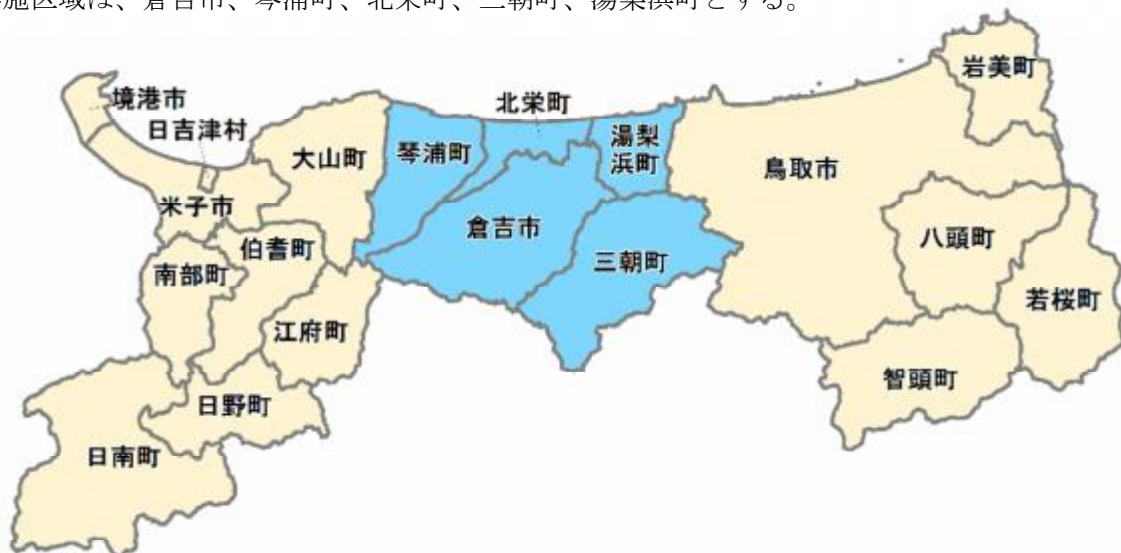 施区域は、倉吉市、琴浦町、北栄町、三朝町、湯梨浜町とする。
岩美町
境港市
北栄町
日吉津村
湯梨
浜町
大山町
琴浦町
鳥取市
米子市
倉吉市
八頭町
伯耆町
三朝町
南部町
若桜町
江府町
智頭町
日野町
日南町